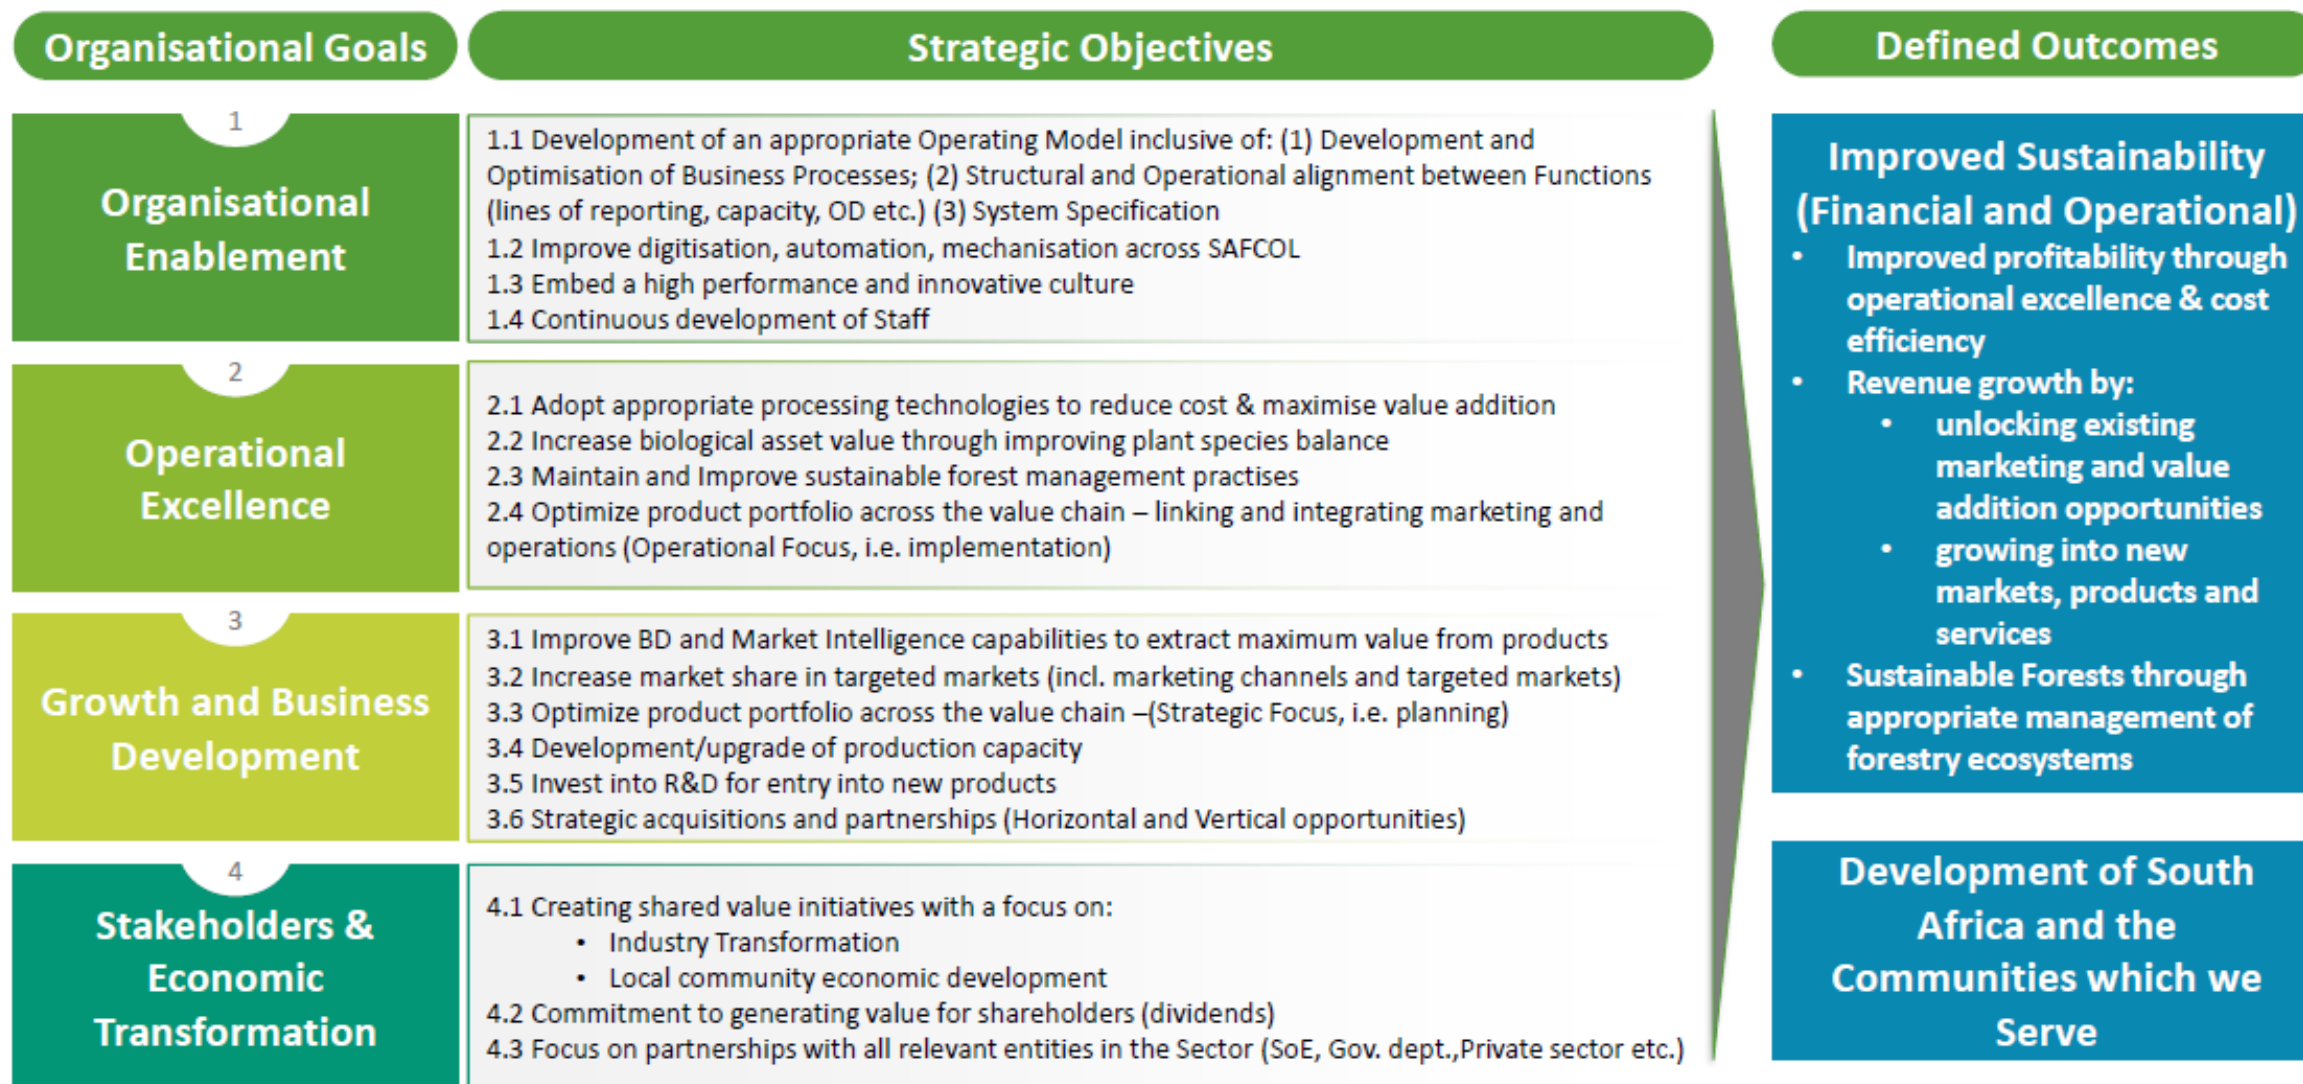 Organisational Goals
Strategic Objectives
Defined Outcomes
1
Organisational
Enablement
1.1 Development of an appropriate Operating Model inclusive of: (1) Development and
Optimisation of Business Processes; (2) Structural and Operational alignment between Functions
(lines of reporting, capacity, OD etc.) (3) System Specification
1.2 Improve digitisation, automation, mechanisation across SAFCOL
1.3 Embed a high performance and innovative culture
1.4 Continuous development of Staff
2
Operational
Excellence
2.1 Adopt appropriate processing technologies to reduce cost & maximise value addition
2.2 Increase biological asset value through improving plant species balance
2.3 Maintain and Improve sustainable forest management practises
2.4 Optimize product portfolio across the value chain – linking and integrating marketing and
operations (Operational Focus, i.e. implementation)
3
Growth and Business
Development
3.1 Improve BD and Market Intelligence capabilities to extract maximum value from products
3.2 Increase market share in targeted markets (incl. marketing channels and targeted markets)
3.3 Optimize product portfolio across the value chain –(Strategic Focus, i.e. planning)
3.4 Development/upgrade of production capacity
3.5 Invest into R&D for entry into new products
3.6 Strategic acquisitions and partnerships (Horizontal and Vertical opportunities)
4
Stakeholders &
Economic
Transformation
4.1 Creating shared value initiatives with a focus on:
• Industry Transformation
• Local community economic development
4.2 Commitment to generating value for shareholders (dividends)
4.3 Focus on partnerships with all relevant entities in the Sector (SoE, Gov. dept.,Private sector etc.)
Improved Sustainability
(Financial and Operational)
• Improved profitability through
operational excellence & cost
efficiency
• Revenue growth by:
• unlocking existing
marketing and value
addition opportunities
• growing into new
markets, products and
services
• Sustainable Forests through
appropriate management of
forestry ecosystems
Development of South
Africa and the
Communities which we
Serve